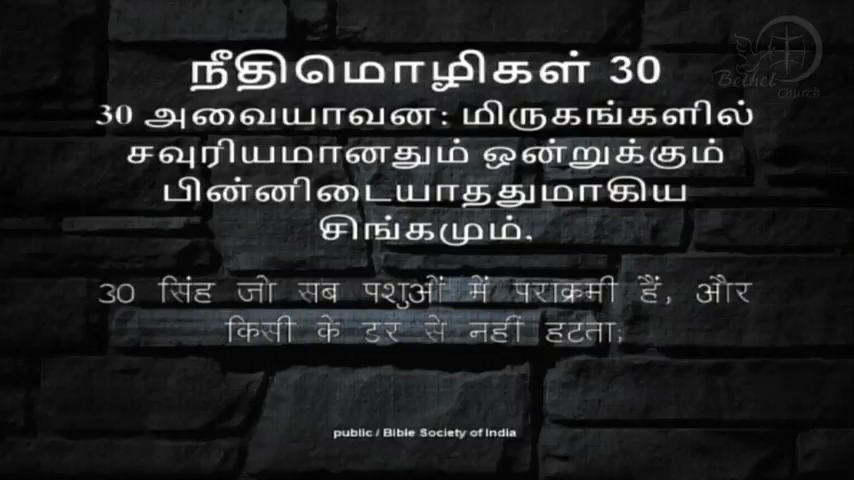 நீதிமொழிகள் 30
30 அவையாவன: மிருகங்களில்
சவுரியமானதும் ஒன்றுக்கும்
பின்னிடையாததுமாகிய
சிங்கமும்,
30 सिंह जो सब पशुओं में पराक्रमी हैं, और
किसी के डर से नहीं हटता;
public / Bible Society of India
Bethel
Church